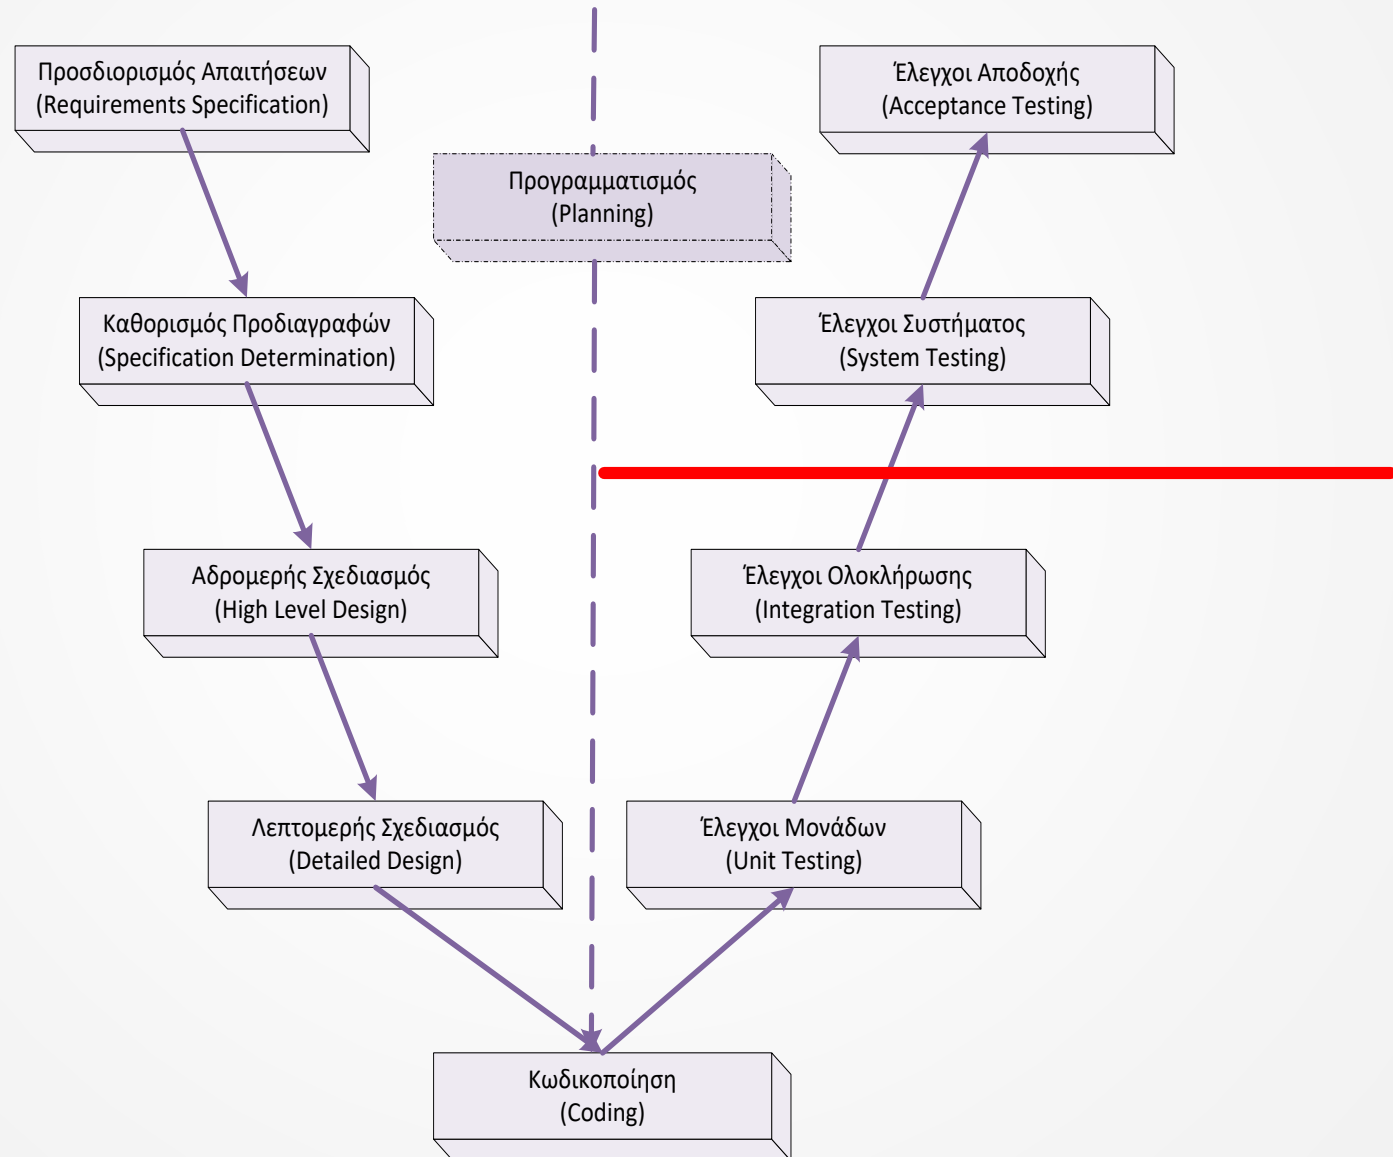 Προσδιορισμός Απαιτήσεων
(Requirements Specification)
Έλεγχοι Αποδοχής
(Acceptance Testing)
Προγραμματισμός
(Planning)
Καθορισμός Προδιαγραφών
(Specification Determination)
Έλεγχοι Συστήματος
(System Testing)
Αδρομερής Σχεδιασμός
(High Level Design)
Έλεγχοι Ολοκλήρωσης
(Integration Testing)
Λεπτομερής Σχεδιασμός
(Detailed Design)
Έλεγχοι Μονάδων
(Unit Testing)
Κωδικοποίηση
(Coding)